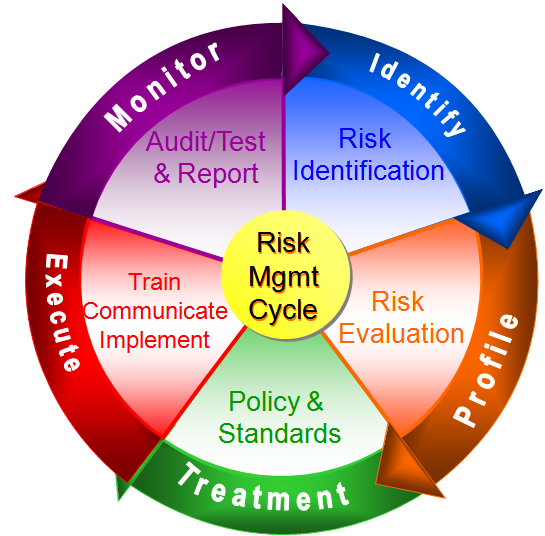 Monitor
Identify
Audit/Test
& Report
Risk
Identification
Risk
Mgmt
Cycle
Execute
Train
Communicate
Implement
Risk
Evaluation
Profile
Policy &
Standards
Treatment